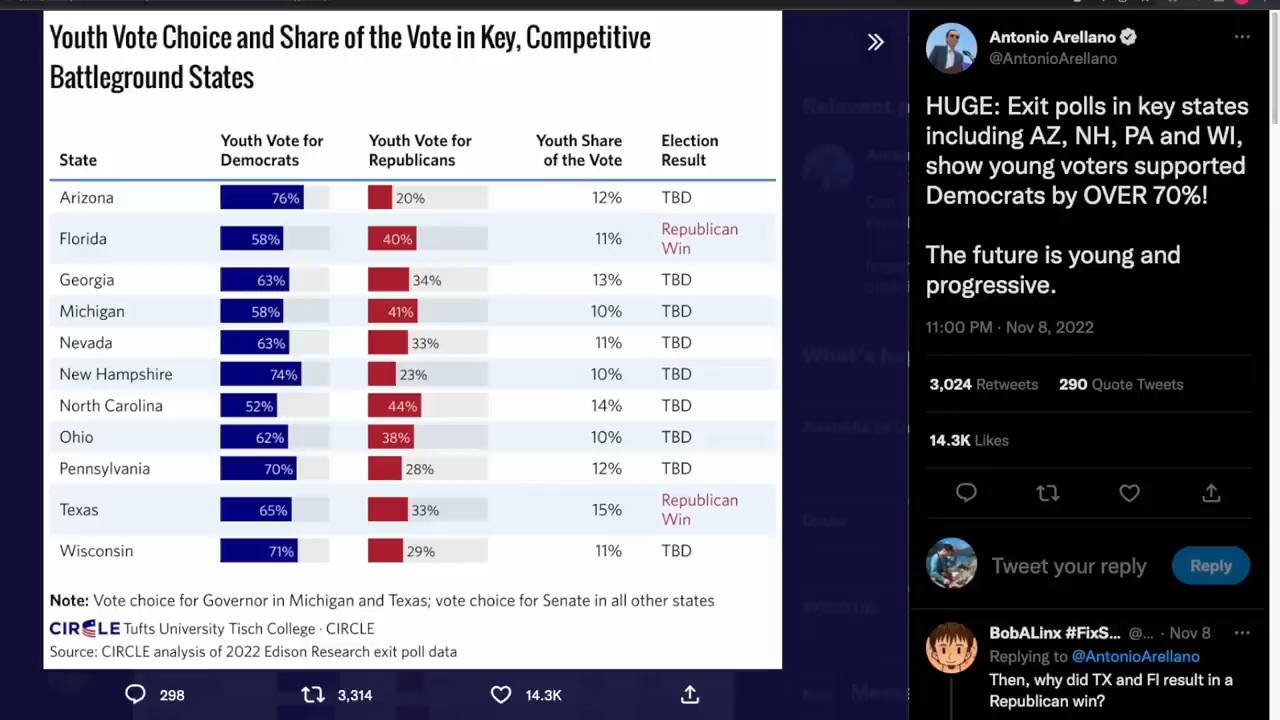 Youth Vote Choice and Share of the Vote in Key, Competitive
Battleground States
State
Youth Vote for
Democrats
Youth Vote for
Republicans
Youth Share
of the Vote
Election
Result
Arizona 76% 20% 12% TBD
Florida 58% 40% 11% Republican
Win
Georgia 63% 34% 13% TBD
Michigan 58% 41% 10% TBD
Nevada 63% 33% 11% TBD
New Hampshire 74% 23% 10% TBD
North Carolina 52% 44% 14% TBD
Ohio 62% 38% 10% TBD
Pennsylvania 70% 28% 12% TBD
Texas 65% 33% 15% Republican
Win
Wisconsin 71% 29% 11% TBD
Note: Vote choice for Governor in Michigan and Texas; vote choice for Senate in all other states
CIRCLE Tufts University Tisch College · CIRCLE
Source: CIRCLE analysis of 2022 Edison Research exit poll data
298 3,314 14.3K
Antonio Arellano
@AntonioArellano
HUGE: Exit polls in key states
including AZ, NH, PA and WI,
show young voters supported
Democrats by OVER 70%!
The future is young and
progressive.
11:00 PM · Nov 8, 2022
3,024 Retweets 290 Quote Tweets
14.3K Likes
Tweet your reply
Reply
BobALinx #FixS... @... · Nov 8
Replying to @AntonioArellano
Then, why did TX and Fl result in a
Republican win?